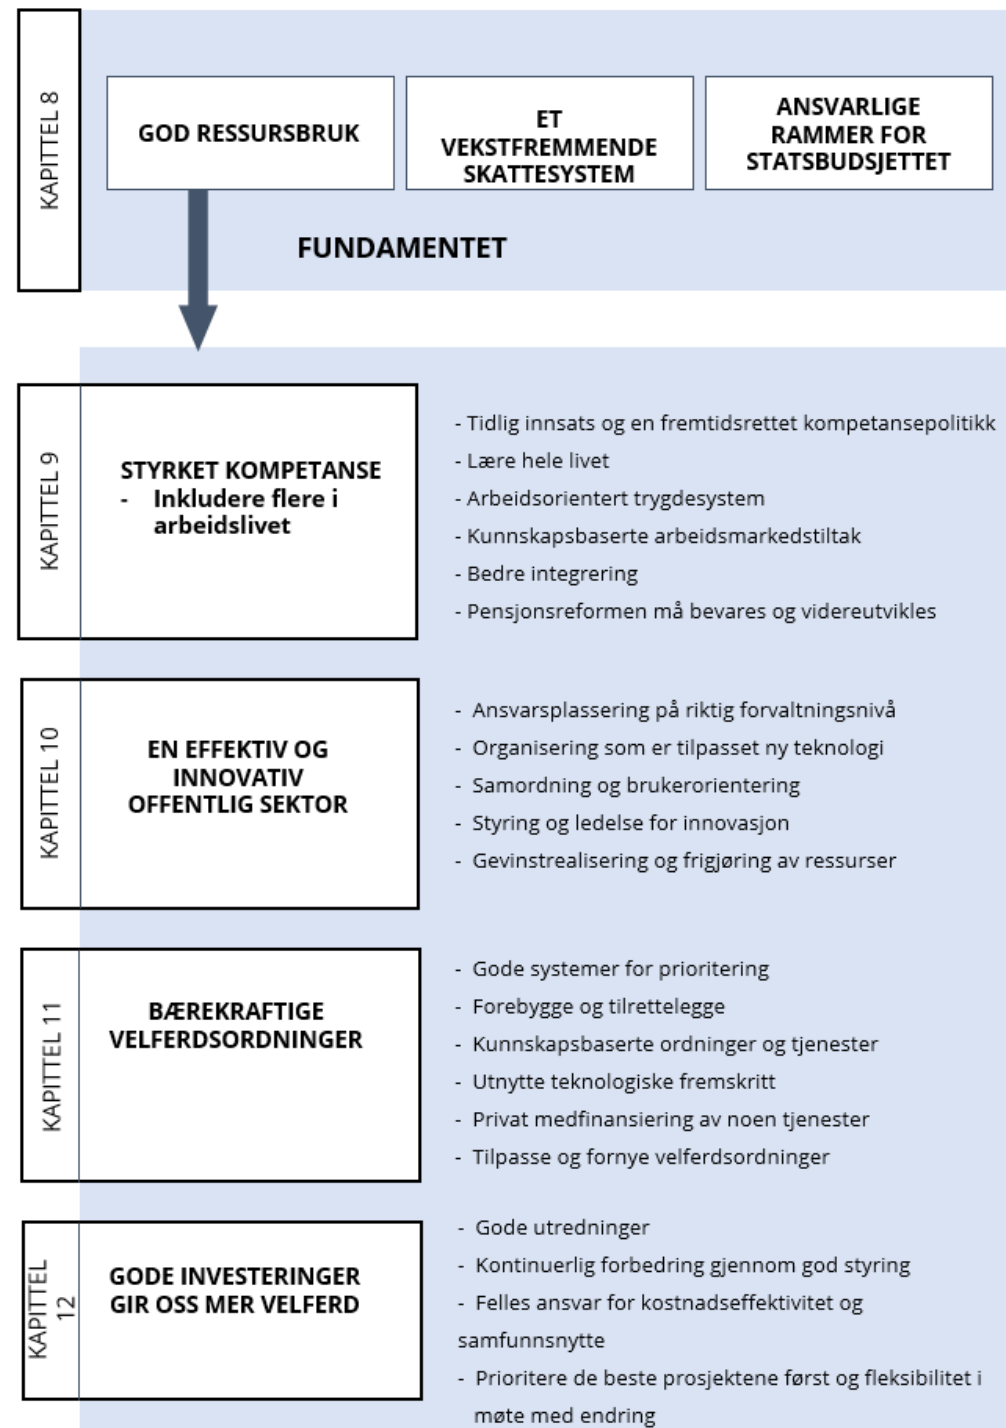 KAPITTEL 8
GOD RESSURSBRUK
ET
VEKSTFREMMENDE
SKATTESYSTEM
ANSVARLIGE
RAMMER FOR
STATSBUDSJETTET
FUNDAMENTET
KAPITTEL 9
STYRKET KOMPETANSE
- Inkludere flere i
arbeidslivet
- Tidlig innsats og en fremtidsrettet kompetansepolitikk
- Lære hele livet
- Arbeidsorientert trygdesystem
- Kunnskapsbaserte arbeidsmarkedstiltak
- Bedre integrering
- Pensjonsreformen må bevares og videreutvikles
KAPITTEL 10
EN EFFEKTIV OG
INNOVATIV
OFFENTLIG SEKTOR
- Ansvarsplassering på riktig forvaltningsnivå
- Organisering som er tilpasset ny teknologi
- Samordning og brukerorientering
- Styring og ledelse for innovasjon
- Gevinstrealisering og frigjøring av ressurser
KAPITTEL 11
BÆREKRAFTIGE
VELFERDSORDNINGER
- Gode systemer for prioritering
- Forebygge og tilrettelegge
- Kunnskapsbaserte ordninger og tjenester
- Utnytte teknologiske fremskritt
- Privat medfinansiering av noen tjenester
- Tilpasse og fornye velferdsordninger
KAPITTEL
12
GODE INVESTERINGER
GIR OSS MER VELFERD
- Gode utredninger
- Kontinuerlig forbedring gjennom god styring
- Felles ansvar for kostnadseffektivitet og
samfunnsnytte
- Prioritere de beste prosjektene først og fleksibilitet i
møte med endring